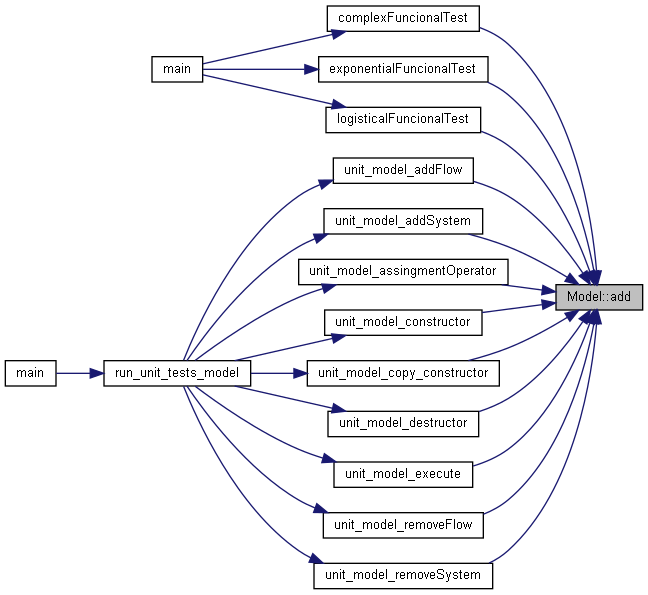 complexFuncionalTest
main
exponentialFuncionalTest
logisticalFuncionalTest
unit_model_addFlow
unit_model_addSystem
unit_model_assingmentOperator
Model::add
unit_model_constructor
main
run_unit_tests_model
unit_model_copy_constructor
unit_model_destructor
unit_model_execute
unit_model_removeFlow
unit_model_removeSystem